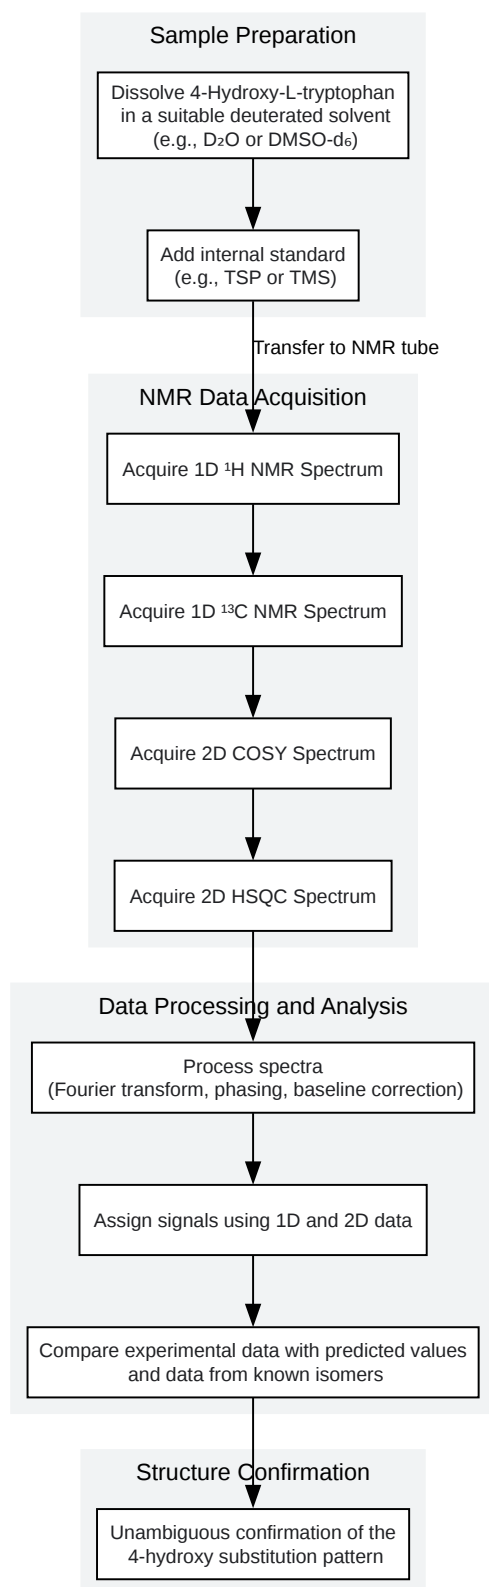 Sample Preparation
Dissolve 4-Hydroxy-L-tryptophan
in a suitable deuterated solvent
(e.g., D₂O or DMSO-d₆)
Add internal standard
(e.g., TSP or TMS)
Transfer to NMR tube
NMR Data Acquisition
Acquire 1D ¹H NMR Spectrum
Acquire 1D ¹³C NMR Spectrum
Acquire 2D COSY Spectrum
Acquire 2D HSQC Spectrum
Data Processing and Analysis
Process spectra
(Fourier transform, phasing, baseline correction)
Assign signals using 1D and 2D data
Compare experimental data with predicted values
and data from known isomers
Structure Confirmation
Unambiguous confirmation of the
4-hydroxy substitution pattern